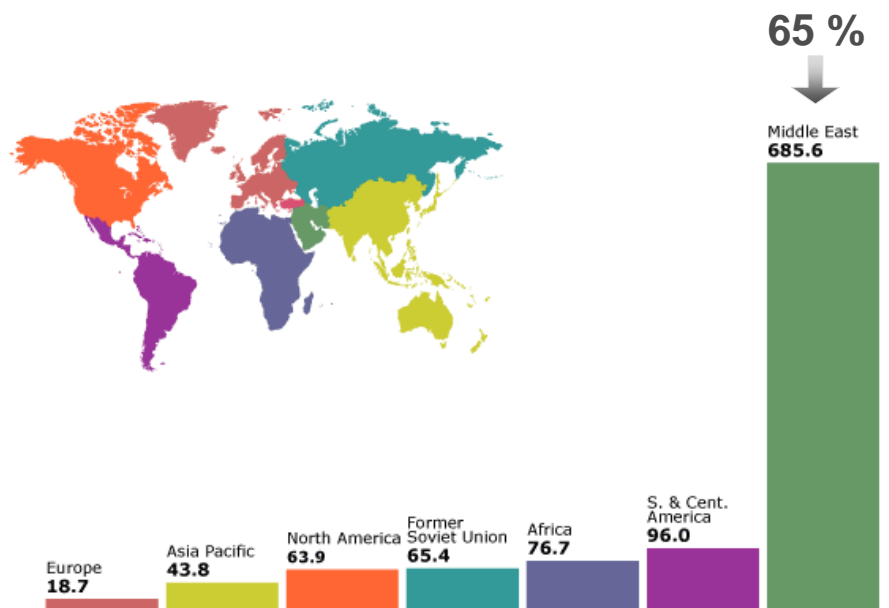 65 %
Middle East
685.6
S. & Cent.
America
96.0
Former
Soviet Union
65.4
Africa
76.7
North America
63.9
Asia Pacific
43.8
Europe
18.7